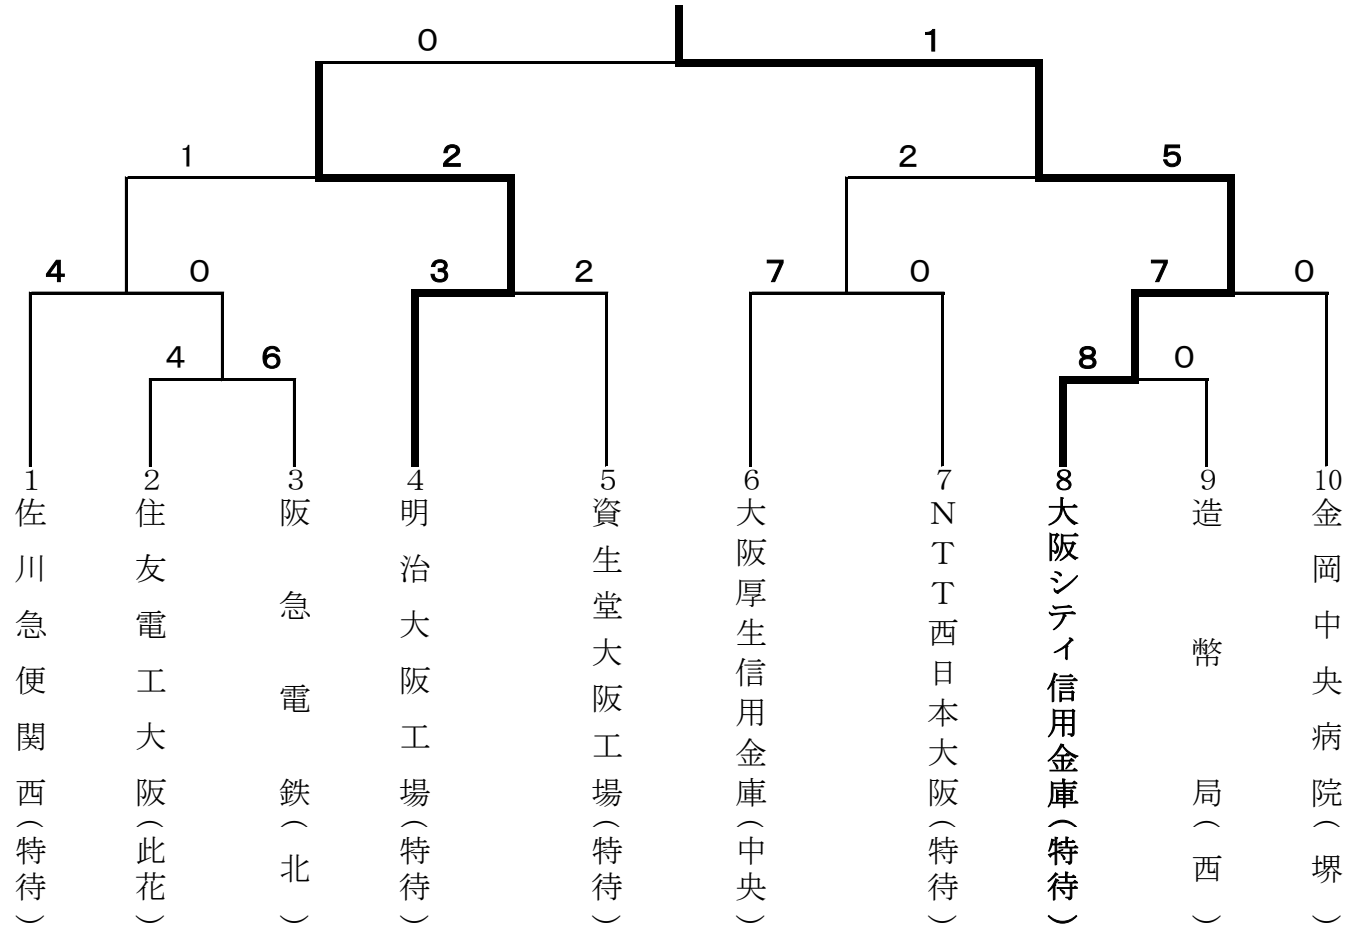 0 1
1 2 2 5
4 0 3 2 7 0 7 0
4 6 8 0
1 佐川急便関西(特待)
2 住友電工大阪(此花)
3 阪急電鉄(北)
4 明治大阪工場(特待)
5 資生堂大阪工場(特待)
6 大阪厚生信用金庫(中央)
7 NTT西日本大阪(特待)
8 大阪シティ信用金庫(特待)
9 造幣局(西)
10 金岡中央病院(堺)